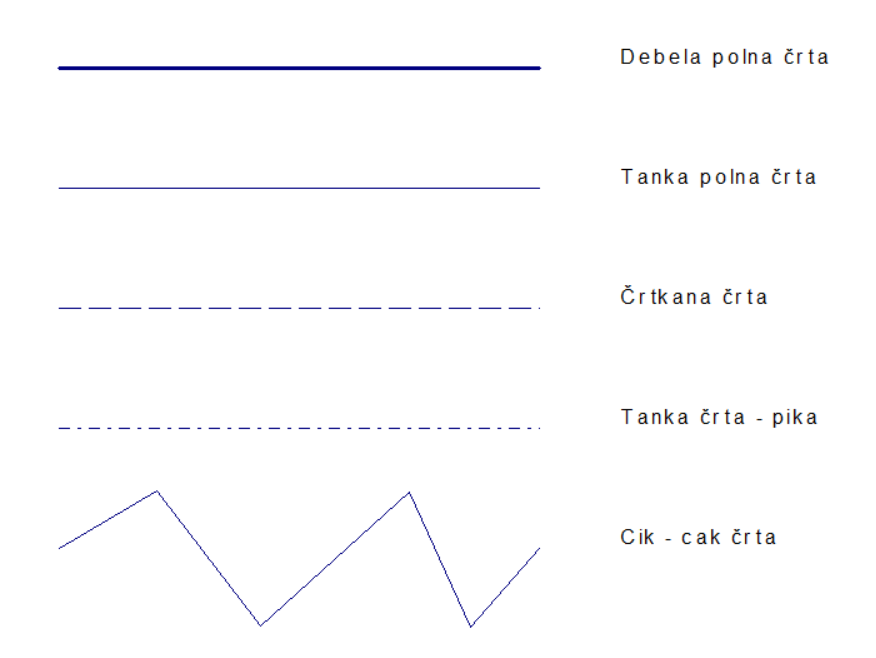 Debela polna črta
Tanka polna črta
Črtkana črta
Tanka črta - pika
Cik - cak črta